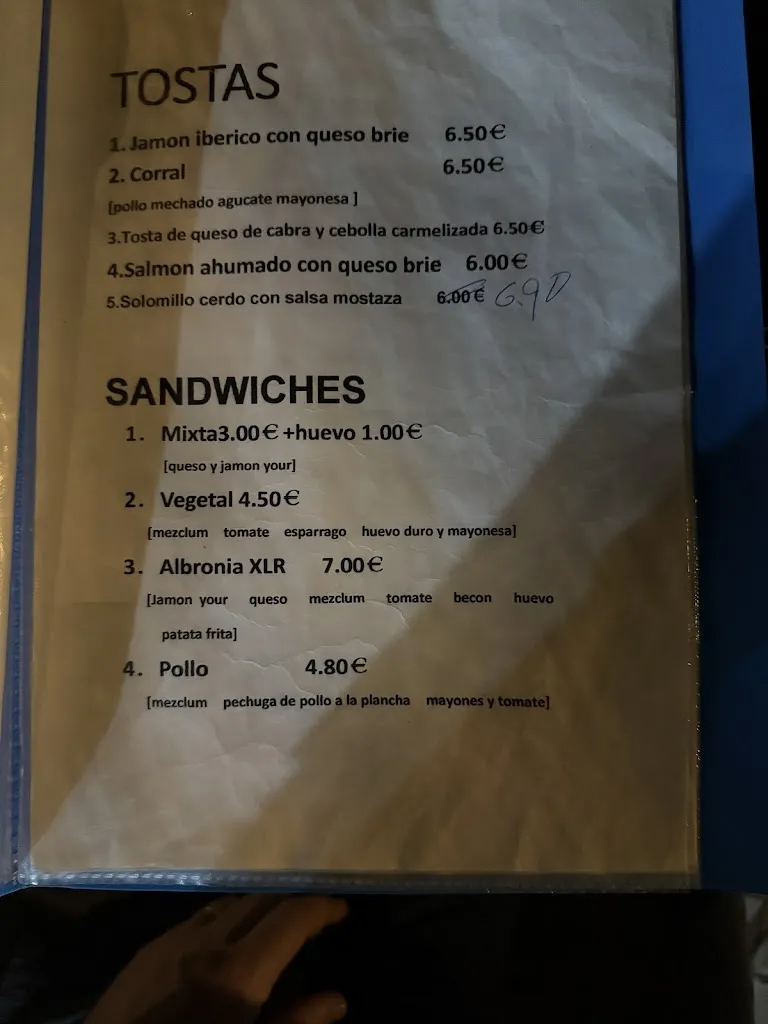 TOSTAS
1. Jamon iberico con queso brie 6.50€
2. Corral 6.50€
[pollo mechado agucate mayonesa ]
3.Tosta de queso de cabra y cebolla carmelizada 6.50€
4.Salmon ahumado con queso brie 6.00€
5.Solomillo cerdo con salsa mostaza 6.00€ 6.90
SANDWICHES
1. Mixta3.00€+huevo 1.00€
[queso y jamon your]
2. Vegetal 4.50€
[mezclum tomate esparrago huevo duro y mayonesa]
3. Albronia XLR 7.00€
[Jamon your queso mezclum tomate becon huevo
patata frita]
4. Pollo 4.80€
[mezclum pechuga de pollo a la plancha mayones y tomate]